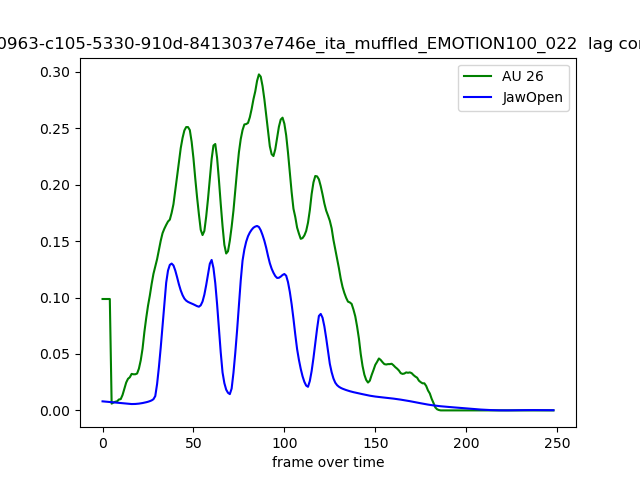 0963-c105-5330-910d-8413037e746e_ita_muffled_EMOTION100_022 lag
AU 26
JawOpen
0.30
0.25
0.20
0.15
0.10
0.05
0.00
0 50 100 150 200 250
frame over time